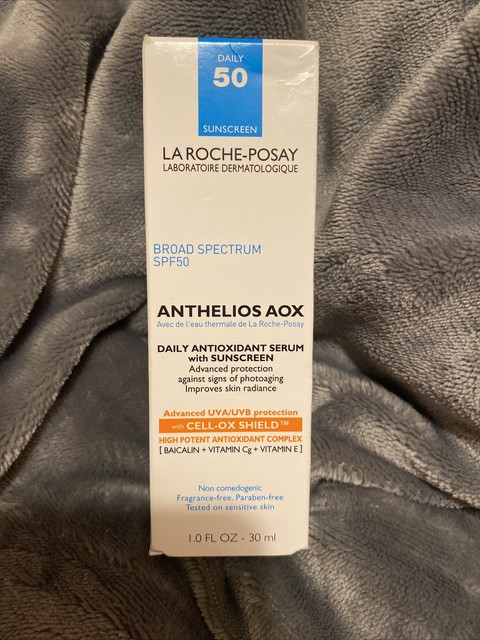 DAILY
50
SUNSCREEN
LA ROCHE-POSAY
LABORATOIRE DERMATOLOGIQUE
BROAD SPECTRUM
SPF50
ANTHELIOS AOX
Avec de l'eau thermale de La Roche-Posay
DAILY ANTIOXIDANT SERUM
with SUNSCREEN
Advanced protection
against signs of photoaging
Improves skin radiance
Advanced UVA/UVB protection
with CELL-OX SHIELD™
HIGH POTENT ANTIOXIDANT COMPLEX
[ BAICALIN + VITAMIN Cg + VITAMIN E ]
Non comedogenic
Fragrance-free. Paraben-free
Tested on sensitive skin
1.0 FL OZ - 30 ml